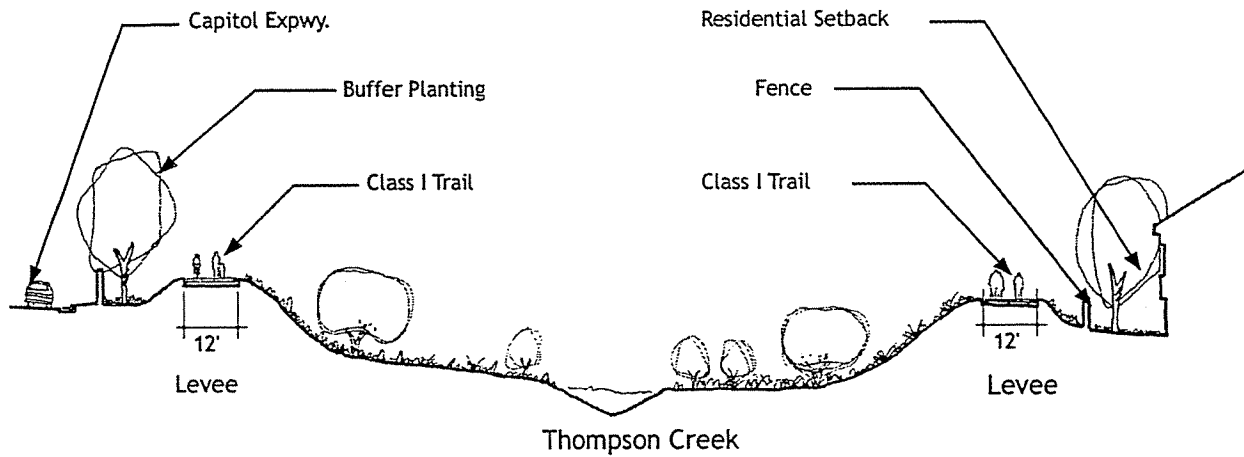 Capitol Expwy.
Residential Setback
Buffer Planting
Fence
Class I Trail
Class I Trail
12'
12'
Levee
Levee
Thompson Creek